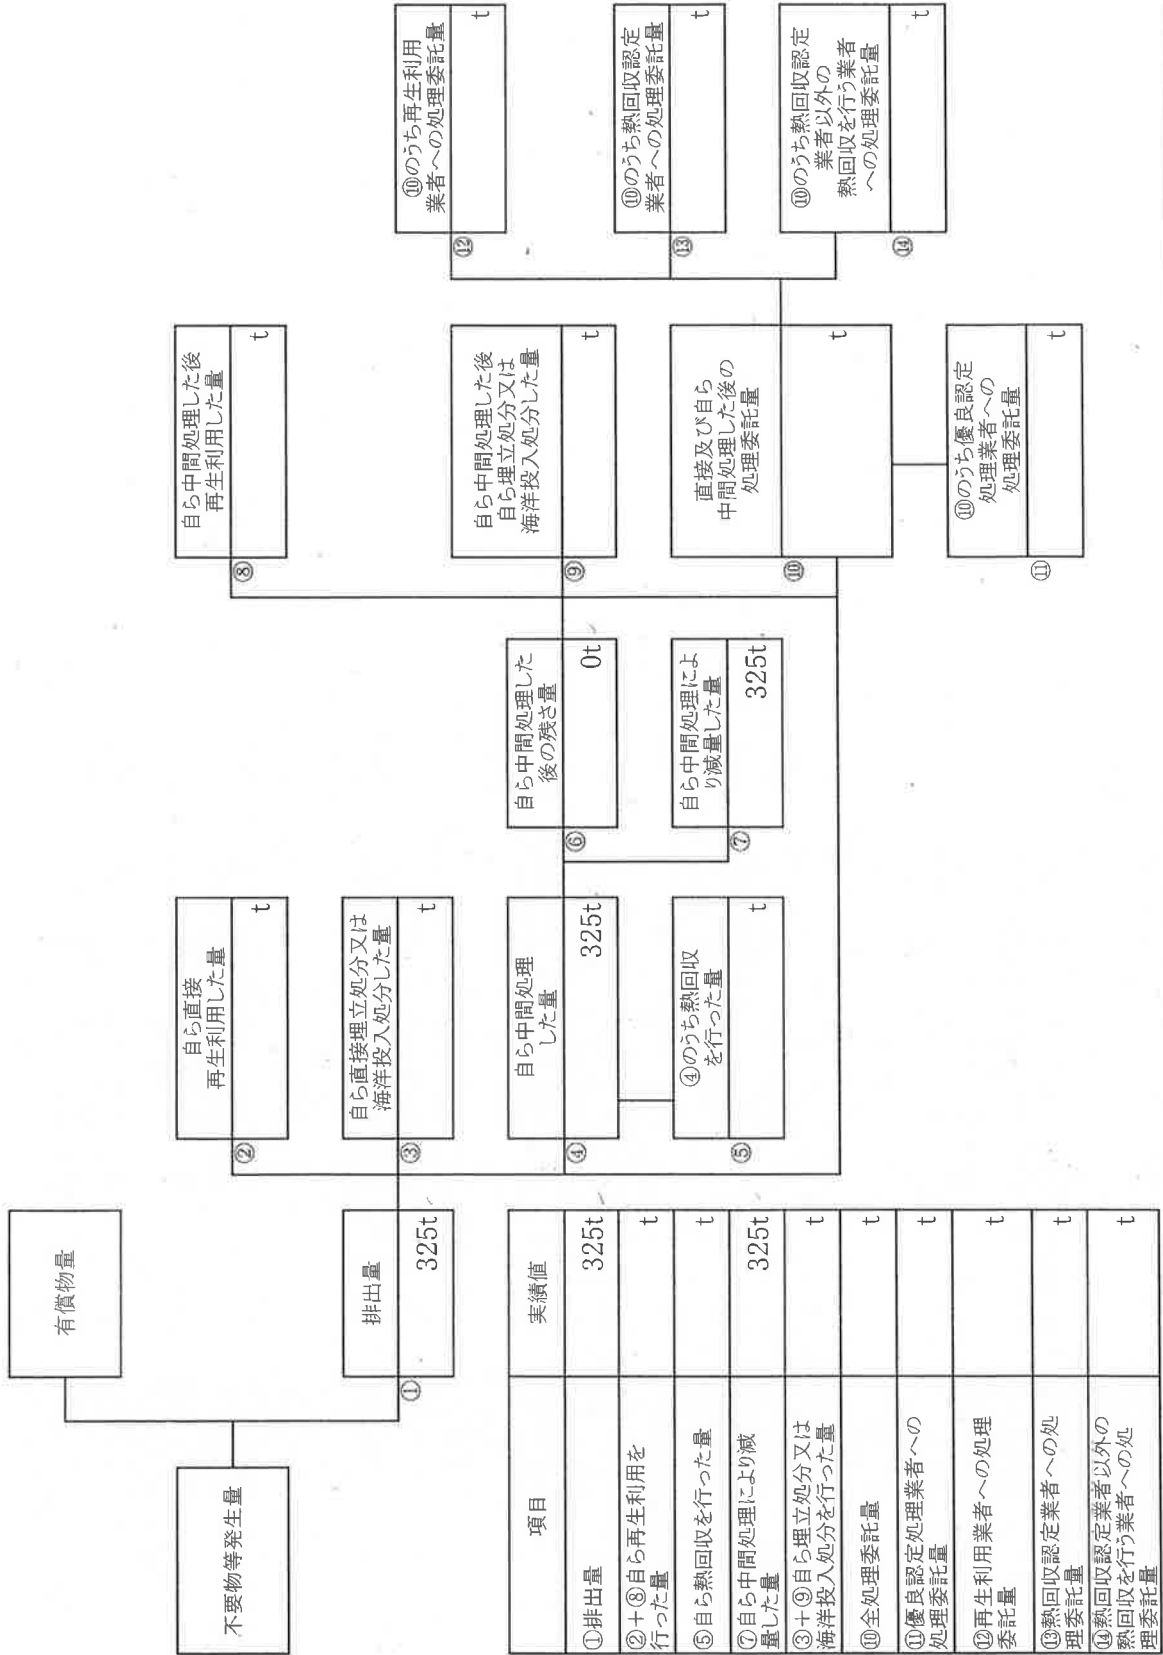 不要物等発生量
有償物量
排出量
①
325t
自ら直接
再生利用した量
②
t
自ら直接埋立処分又は
海洋投入処分した量
③
t
自ら中間処理
した量
④
325t
④のうち熱回収
を行った量
⑤
t
自ら中間処理した
後の残さ量
⑥
0t
自ら中間処理によ
り減量した量
⑦
325t
自ら中間処理した後
再生利用した量
⑧
t
自ら中間処理した後
自ら埋立処分又は
海洋投入処分した量
⑨
t
直接及び自ら
中間処理した後の
処理委託量
⑩
t
⑩のうち優良認定
処理業者への
処理委託量
⑪
t
⑩のうち再生利用
業者への処理委託量
⑫
t
⑩のうち熱回収認定
業者への処理委託量
⑬
t
⑩のうち熱回収認定
業者以外の
熱回収を行う業者
への処理委託量
⑭
t
項目 実績値
①排出量 325t
②+⑧自ら再生利用を
行った量 t
⑤自ら熱回収を行った量 t
⑦自ら中間処理により減
量した量 325t
③+⑨自ら埋立処分又は
海洋投入処分を行った量 t
⑩全処理委託量 t
⑪優良認定処理業者への
処理委託量 t
⑫再生利用業者への処理
委託量 t
⑬熱回収認定業者への処
理委託量 t
⑭熱回収認定業者以外の
熱回収を行う業者への処
理委託量 t